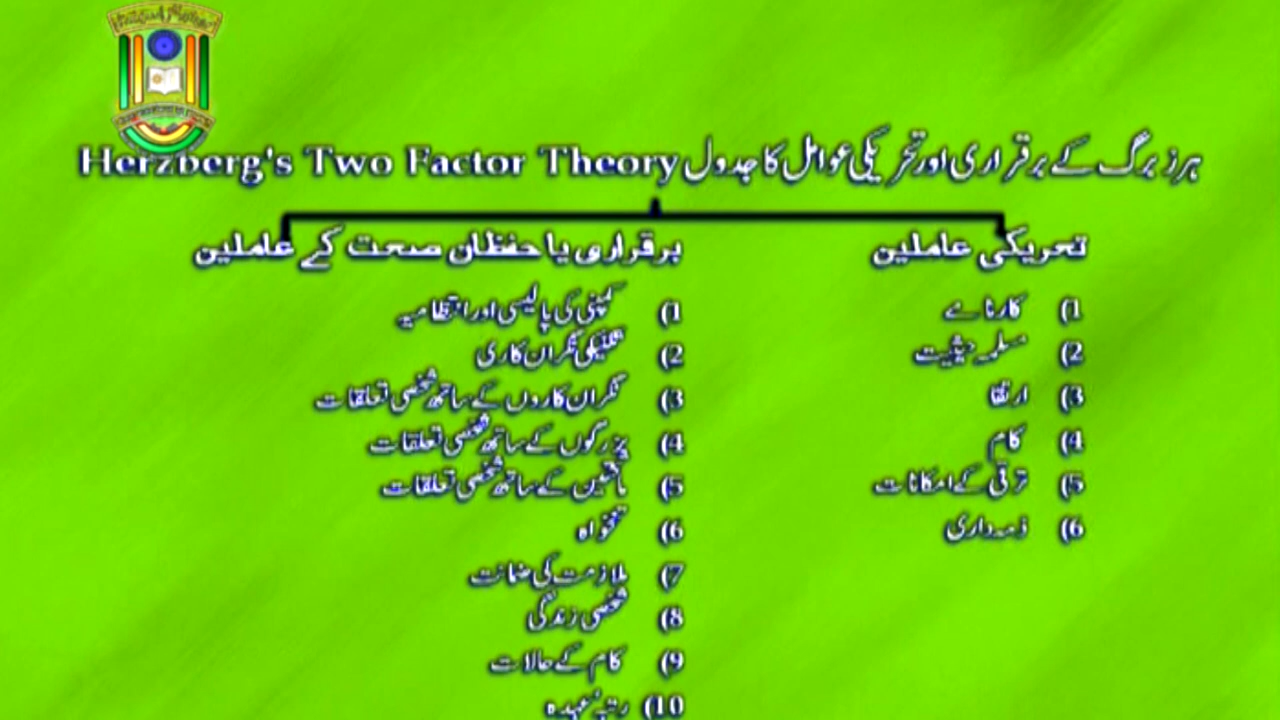 ہرز برگ کے برقراری اور تحریکی عوامل کا جدول Herzberg's Two Factor Theory
تحریکی عاملین
1) کارنامے
2) مسلمہ حیثیت
3) ارتقا
4) کام
5) ترقی کے امکانات
6) ذمہ داری
برقراری یا حفظان صحت کے عاملین
1) کمپنی کی پالیسی اور انتظامیہ
2) تکنیکی نگران کاری
3) نگران کاروں کے ساتھ شخصی تعلقات
4) بزرگوں کے ساتھ شخصی تعلقات
5) ماتحتین کے ساتھ شخصی تعلقات
6) تنخواہ
7) ملازمت کی ضمانت
8) شخصی زندگی
9) کام کے حالات
10) رتبہ عہدہ